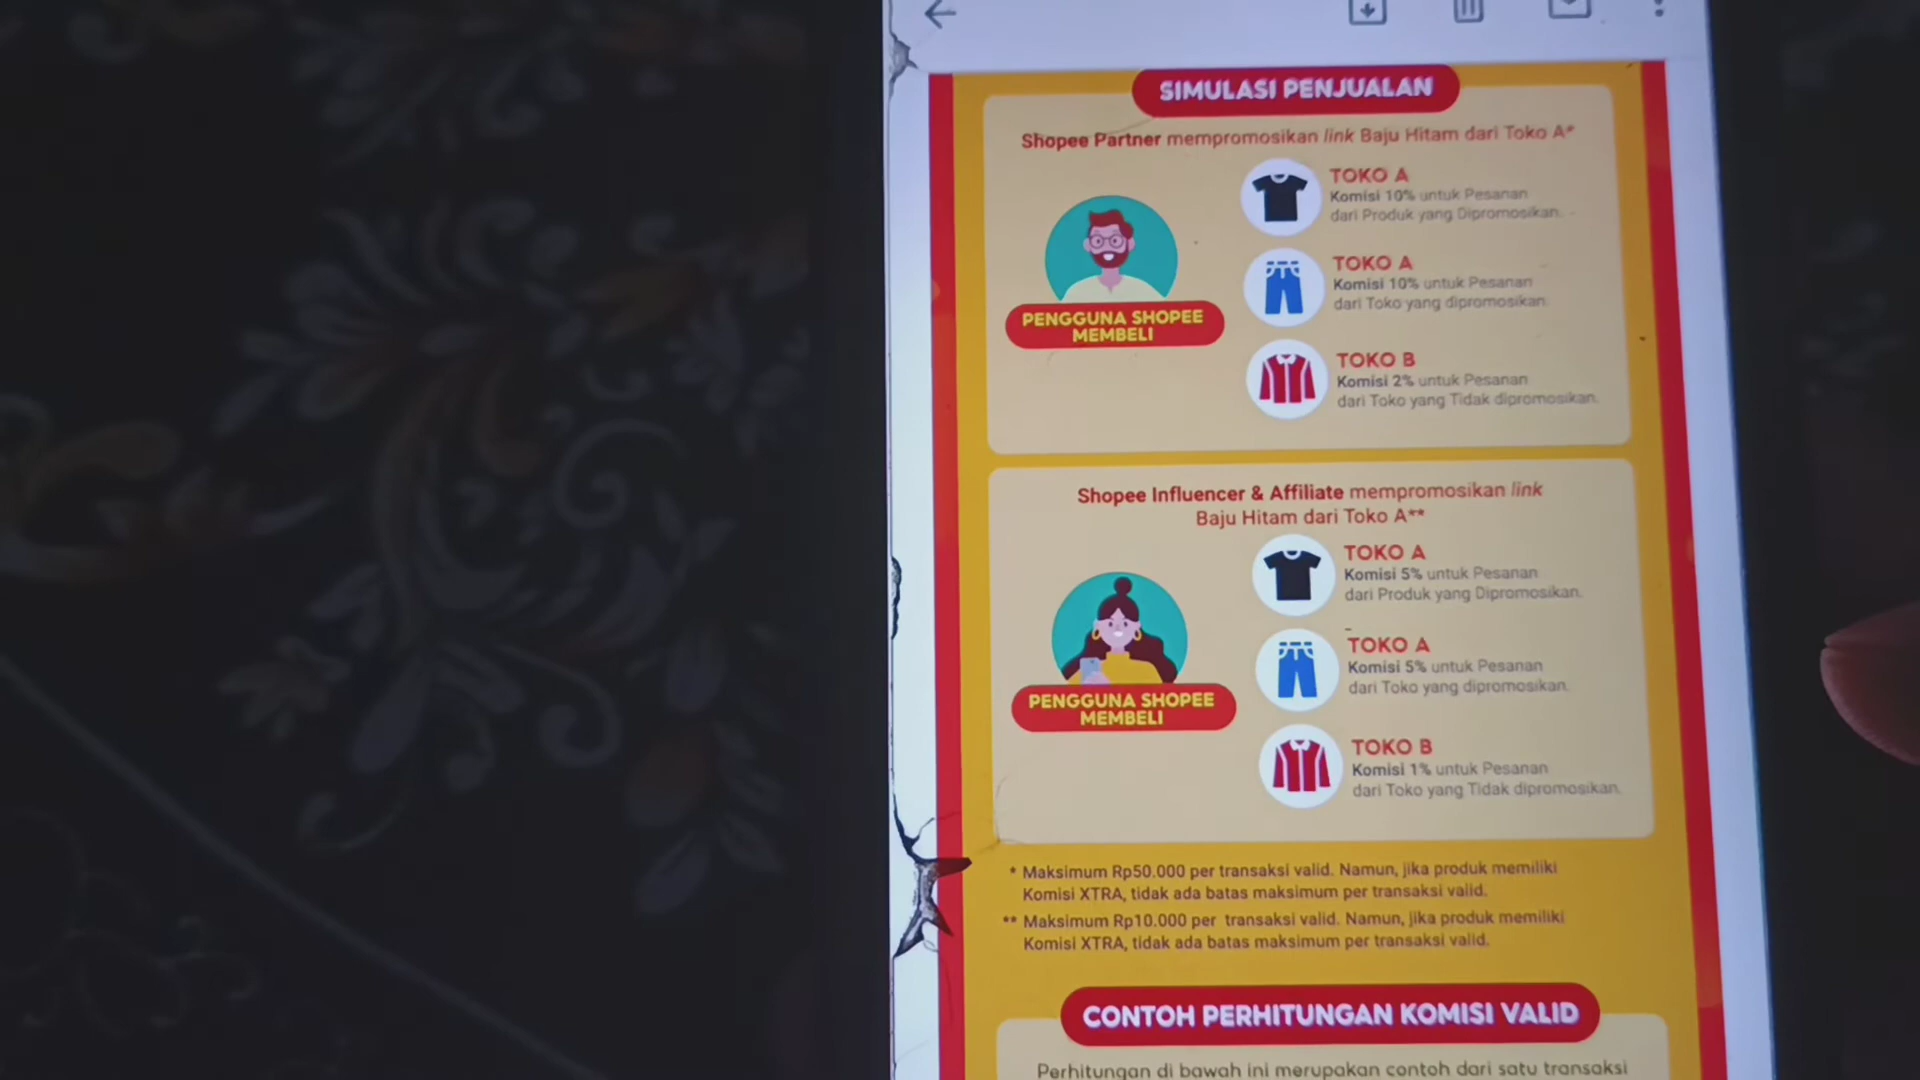 SIMULASI PENJUALAN
Shopee Partner mempromosikan link Baju Hitam dari Toko A*
TOKO A
Komisi 10% untuk Pesanan
dari Produk yang Dipromosikan.
TOKO A
Komisi 10% untuk Pesanan
dari Toko yang dipromosikan.
PENGGUNA SHOPEE
MEMBELI
TOKO B
Komisi 2% untuk Pesanan
dari Toko yang Tidak dipromosikan.
Shopee Influencer & Affiliate mempromosikan link
Baju Hitam dari Toko A**
TOKO A
Komisi 5% untuk Pesanan
dari Produk yang Dipromosikan.
TOKO A
Komisi 5% untuk Pesanan
dari Toko yang dipromosikan.
PENGGUNA SHOPEE
MEMBELI
TOKO B
Komisi 1% untuk Pesanan
dari Toko yang Tidak dipromosikan.
* Maksimum Rp50.000 per transaksi valid. Namun, jika produk memiliki
Komisi XTRA, tidak ada batas maksimum per transaksi valid.
** Maksimum Rp10.000 per transaksi valid. Namun, jika produk memiliki
Komisi XTRA, tidak ada batas maksimum per transaksi valid.
CONTOH PERHITUNGAN KOMISI VALID
Perhitungan di bawah ini merupakan contoh dari satu transaksi